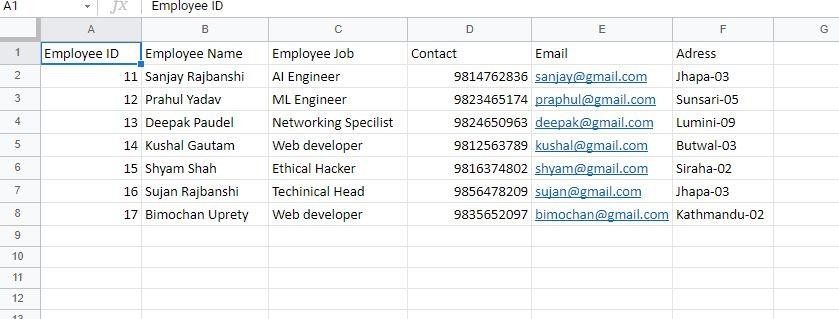 A1 fx Employee ID
A B C D E F G
1 Employee ID Employee Name Employee Job Contact Email Adress
2 11 Sanjay Rajbanshi AI Engineer 9814762836 sanjay@gmail.com Jhapa-03
3 12 Prahul Yadav ML Engineer 9823465174 praphul@gmail.com Sunsari-05
4 13 Deepak Paudel Networking Specilist 9824650963 deepak@gmail.com Lumini-09
5 14 Kushal Gautam Web developer 9812563789 kushal@gmail.com Butwal-03
6 15 Shyam Shah Ethical Hacker 9816374802 shyam@gmail.com Siraha-02
7 16 Sujan Rajbanshi Techinical Head 9856478209 sujan@gmail.com Jhapa-03
8 17 Bimochan Uprety Web developer 9835652097 bimochan@gmail.com Kathmandu-02
9
10
11
12
13